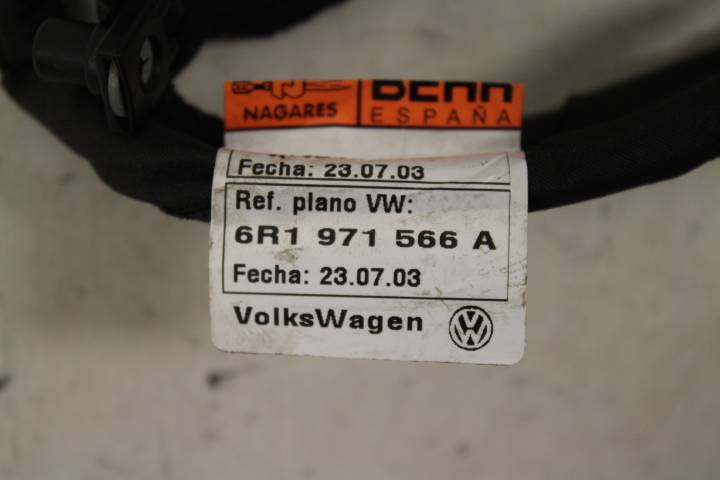 NAGARES
ESPAÑA
Fecha: 23.07.03
Ref. plano VW:
6R1 971 566 A
Fecha: 23.07.03
VolksWagen